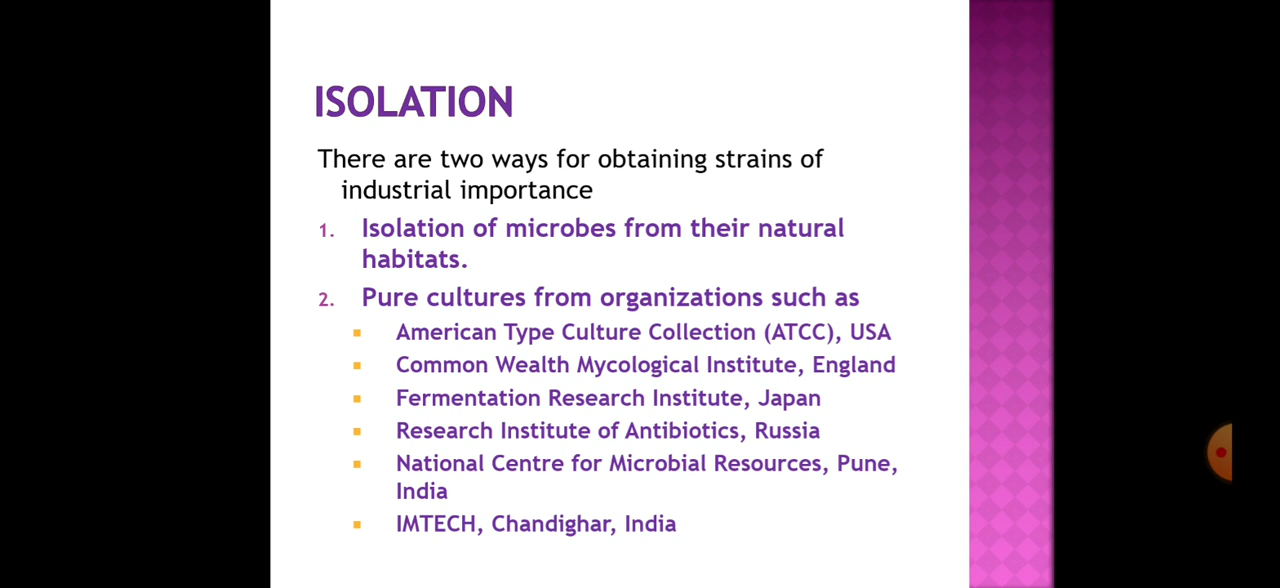 ISOLATION
There are two ways for obtaining strains of
industrial importance
1. Isolation of microbes from their natural
habitats.
2. Pure cultures from organizations such as
▪ American Type Culture Collection (ATCC), USA
▪ Common Wealth Mycological Institute, England
▪ Fermentation Research Institute, Japan
▪ Research Institute of Antibiotics, Russia
▪ National Centre for Microbial Resources, Pune,
India
▪ IMTECH, Chandighar, India